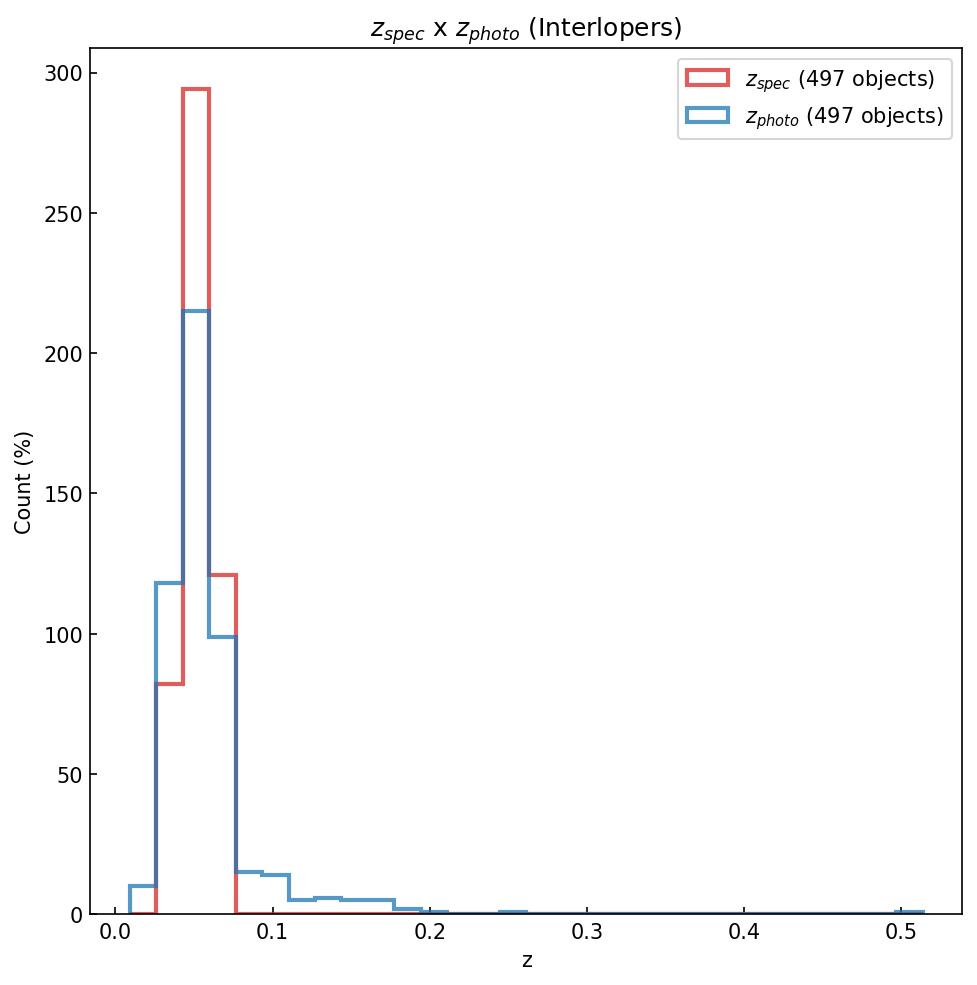 z_spec x z_photo (Interlopers)
z_spec (497 objects)
z_photo (497 objects)
Count (%)
300
250
200
150
100
50
0
0.0 0.1 0.2 0.3 0.4 0.5
z